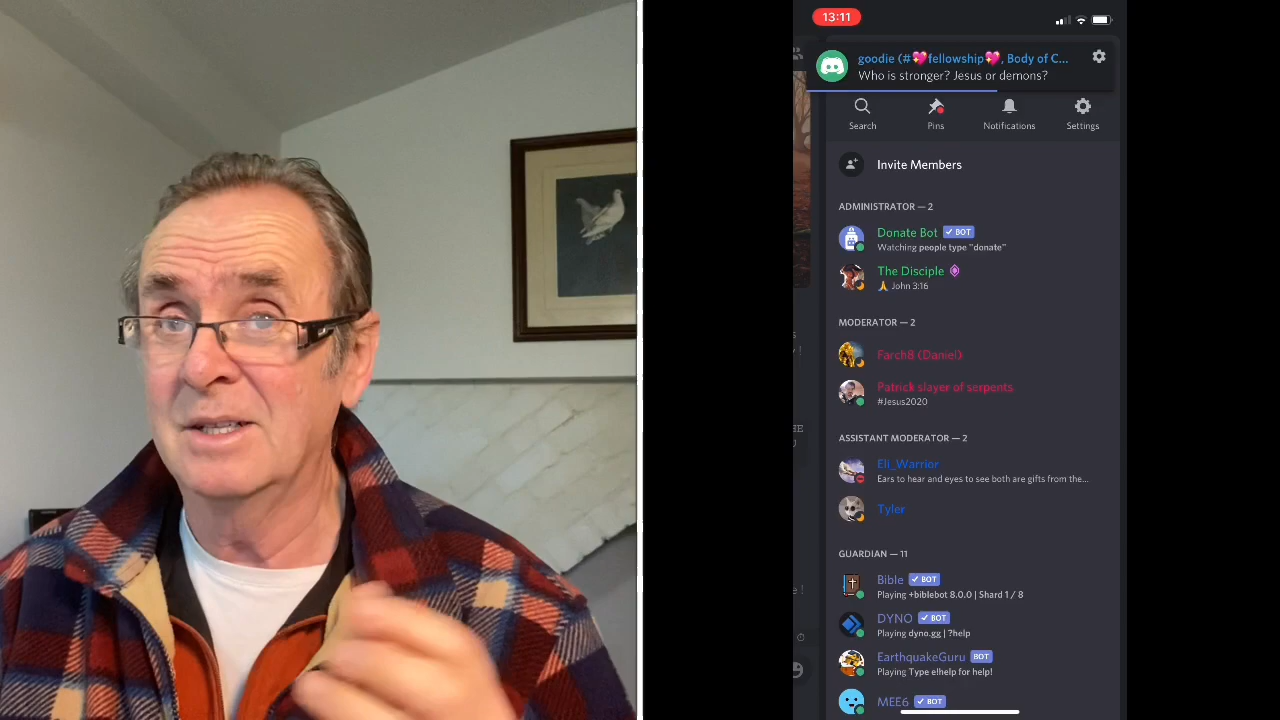 13:11
goodie (#💖fellowship💖, Body of C...
Who is stronger? Jesus or demons?
Search
Pins
Notifications
Settings
Invite Members
ADMINISTRATOR — 2
Donate Bot ✔ BOT
Watching people type "donate"
The Disciple
🙏 John 3:16
MODERATOR — 2
Farch8 (Daniel)
Patrick slayer of serpents
#Jesus2020
ASSISTANT MODERATOR — 2
Eli_Warrior
Ears to hear and eyes to see both are gifts from the...
Tyler
GUARDIAN — 11
Bible ✔ BOT
Playing +biblebot 8.0.0 | Shard 1 / 8
DYNO ✔ BOT
Playing dyno.gg | ?help
EarthquakeGuru BOT
Playing Type e!help for help!
MEE6 ✔ BOT